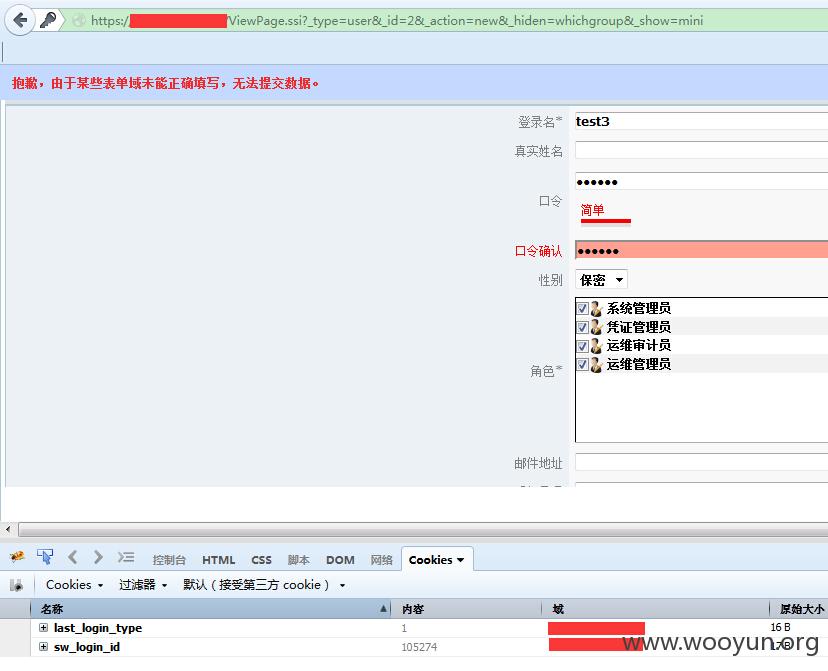 https://
/ViewPage.ssi?_type=user&_id=2&_action=new&_hiden=whichgroup&_show=mini
抱歉，由于某些表单域未能正确填写，无法提交数据。
登录名* test3
真实姓名
口令 ••••••
简单
口令确认 ••••••
性别 保密
系统管理员
凭证管理员
运维审计员
角色* 运维管理员
邮件地址
控制台 HTML CSS 脚本 DOM 网络 Cookies
Cookies 过滤器 默认（接受第三方 cookie）
名称 内容 域 原始大小
last_login_type 1 16 B
sw_login_id 105274 17 B
www.wooyun.org